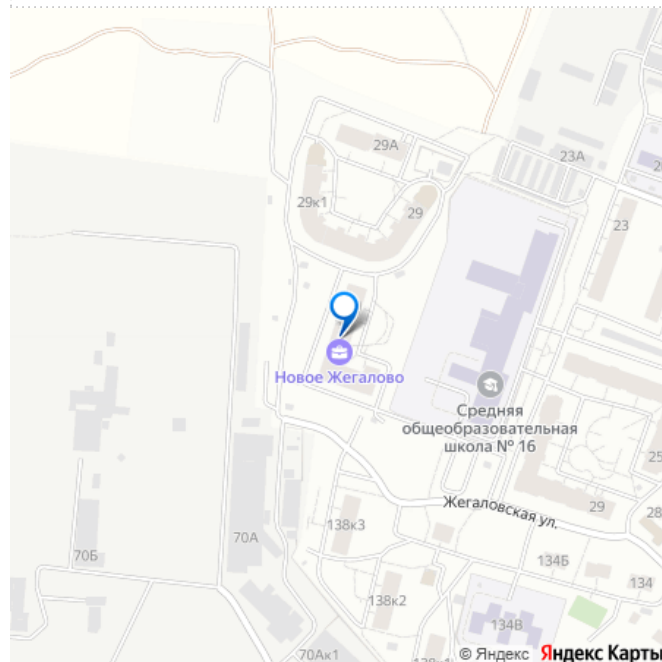 29А
23А
29к1
29
23
Новое Жегалово
Средняя
общеобразовательная
школа № 16
25
Жегаловская ул.
29
28
70А
138к3
70Б
134Б
134
138к2
134В
70Ак1
© Яндекс Яндекс Карты